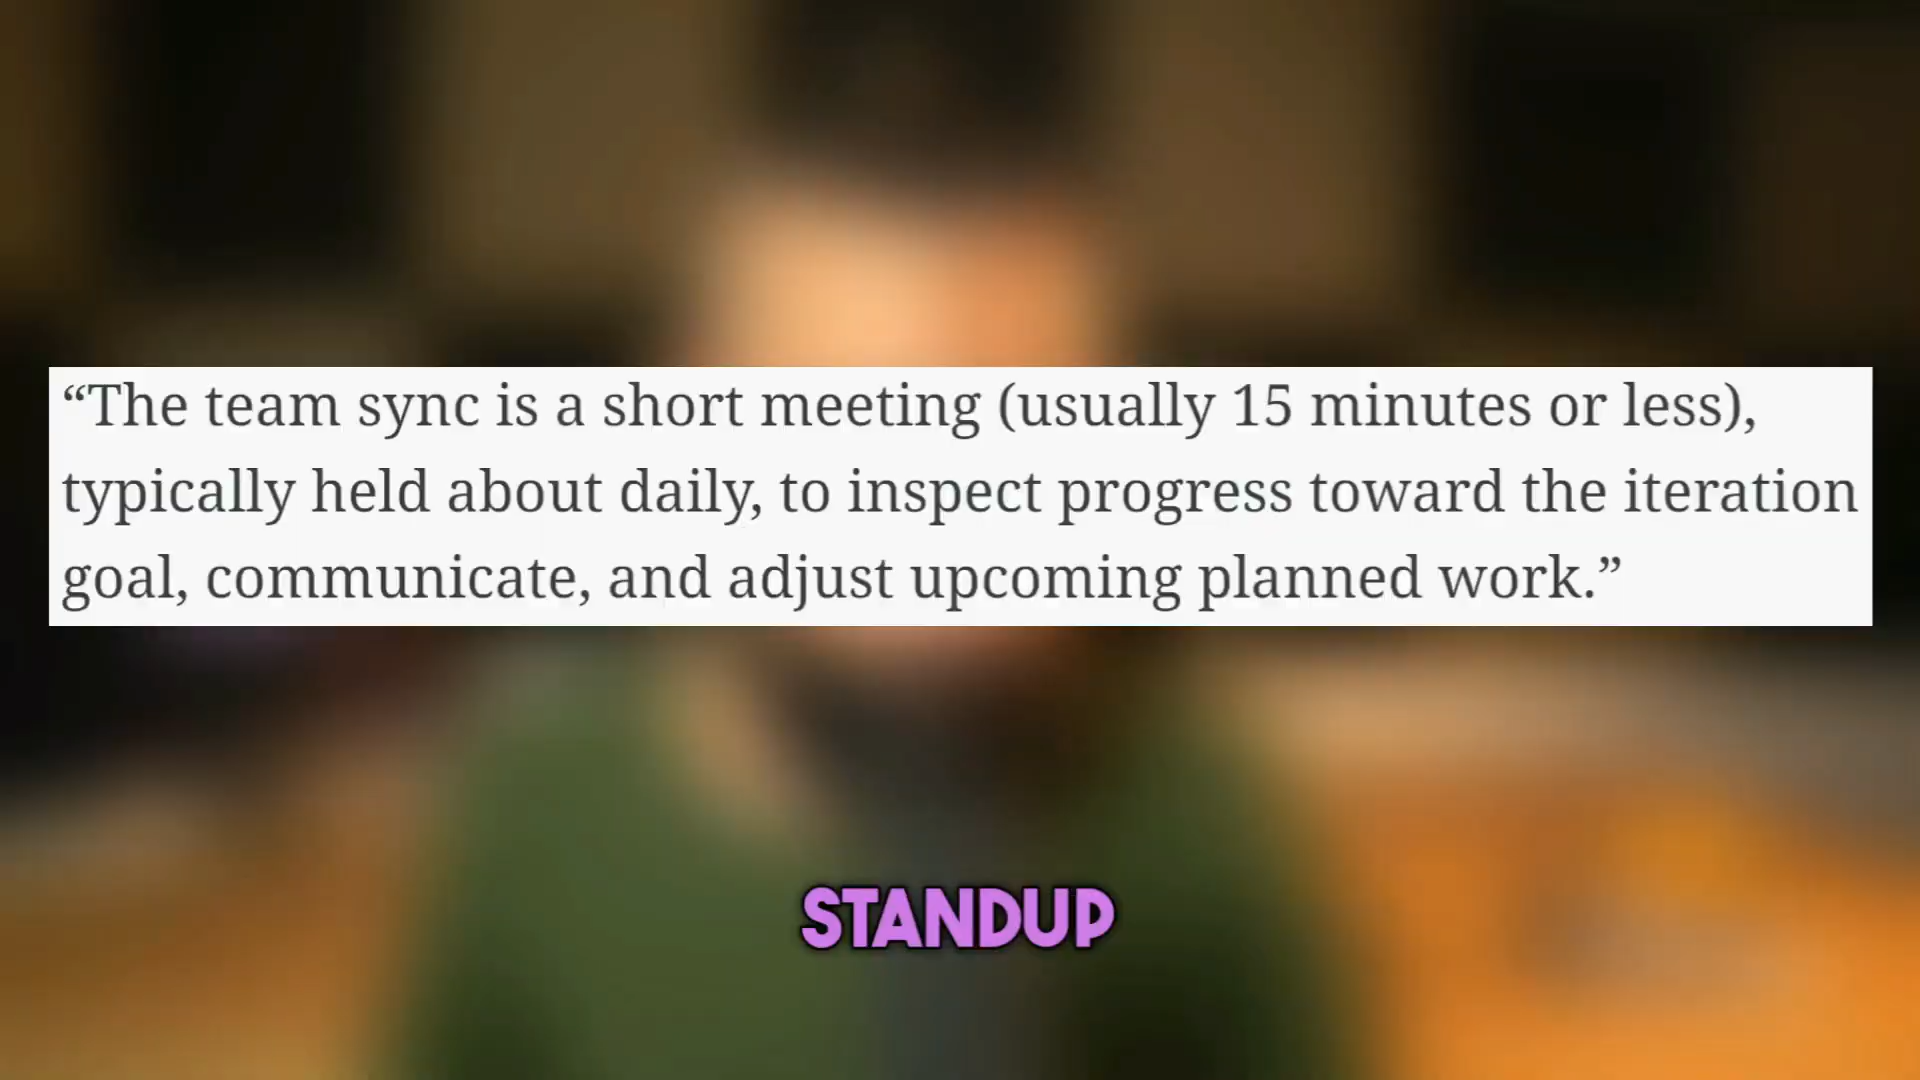 “The team sync is a short meeting (usually 15 minutes or less),
typically held about daily, to inspect progress toward the iteration
goal, communicate, and adjust upcoming planned work.”
STANDUP